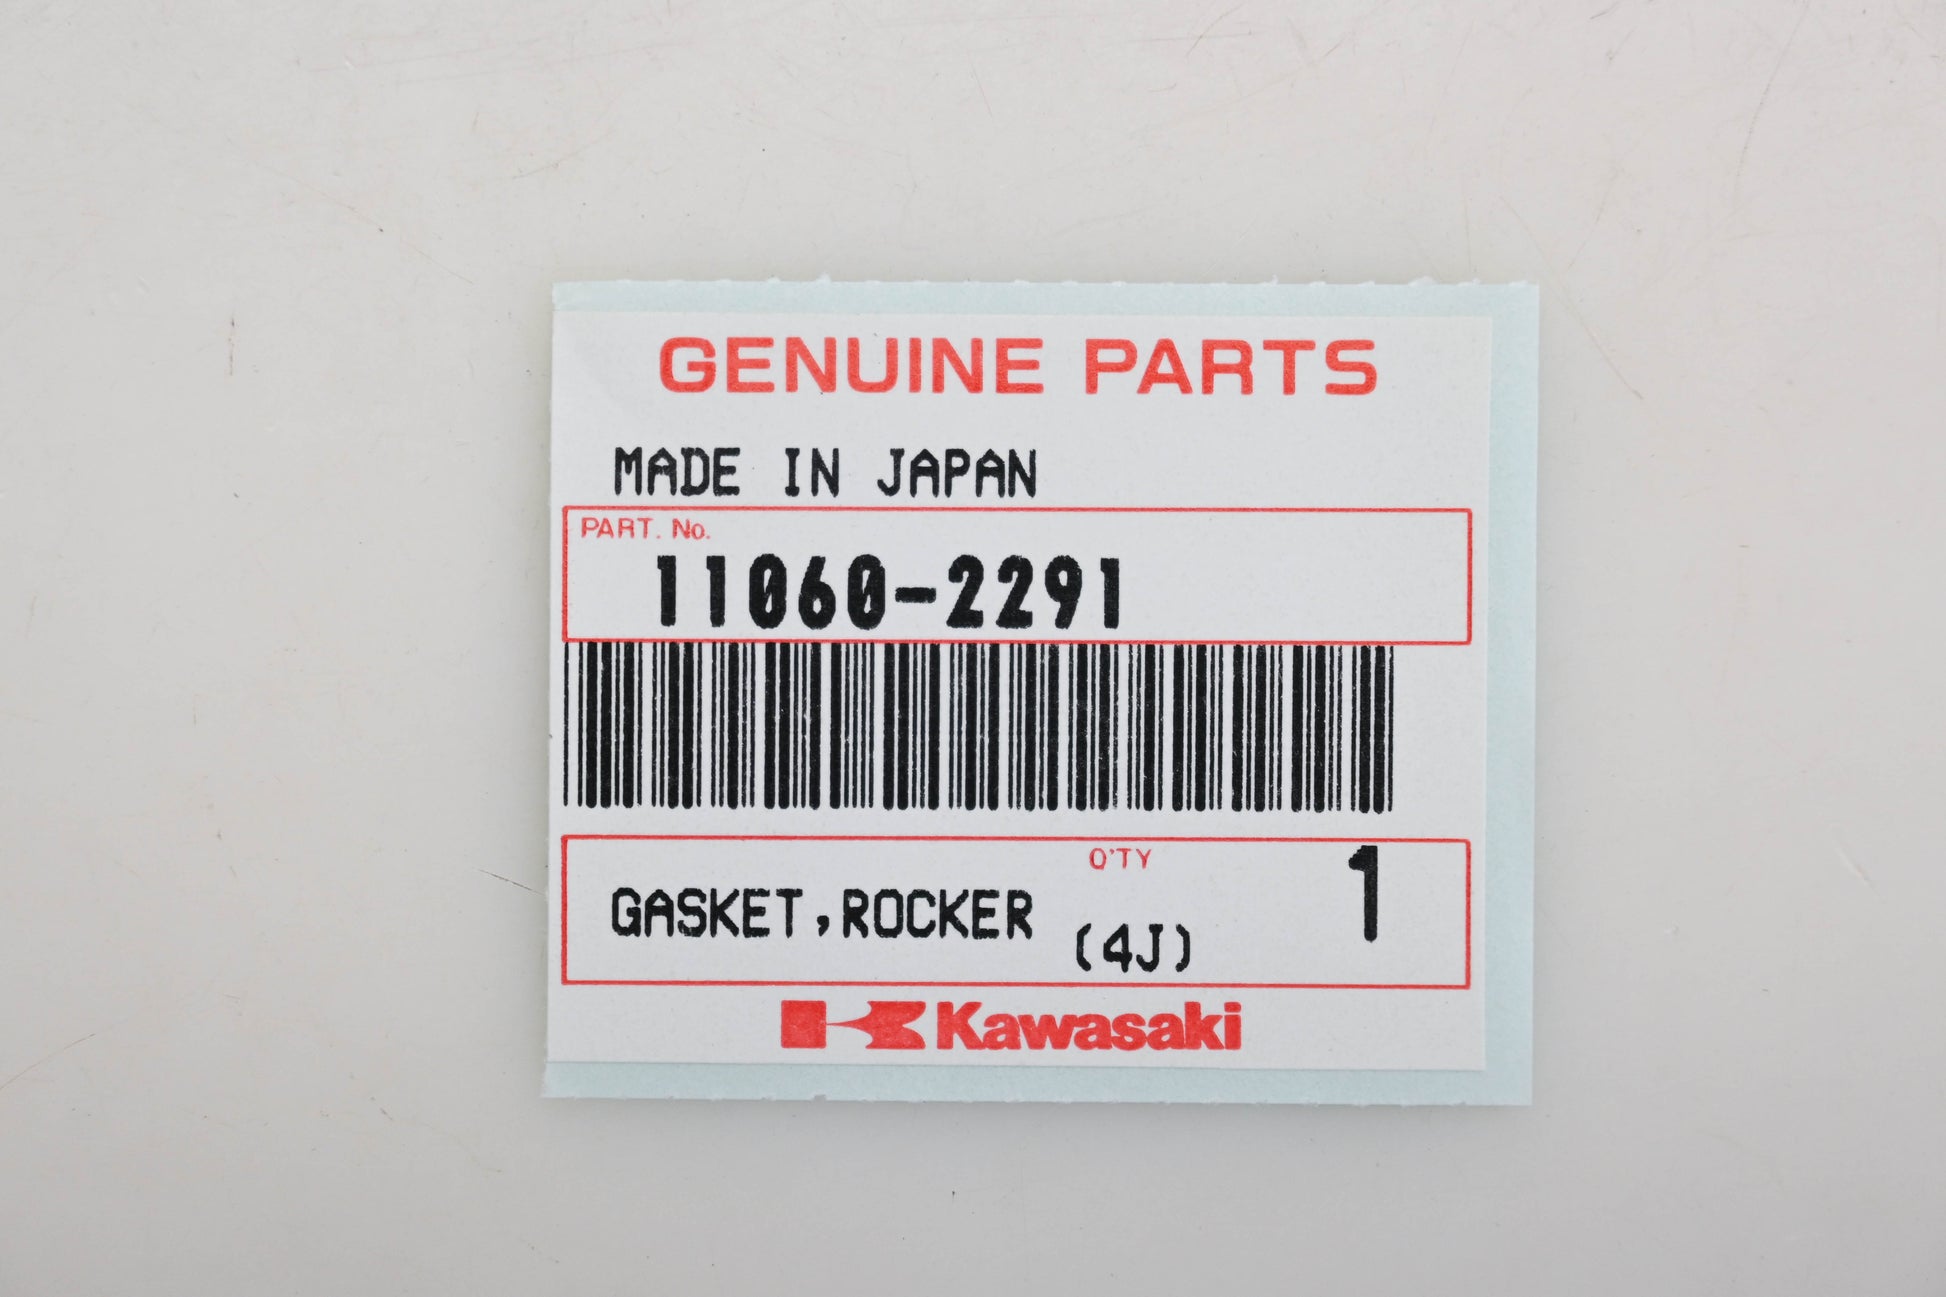 GENUINE PARTS
MADE IN JAPAN
PART. No.
11060-2291
Q'TY
1
GASKET,ROCKER
(4J)
Kawasaki